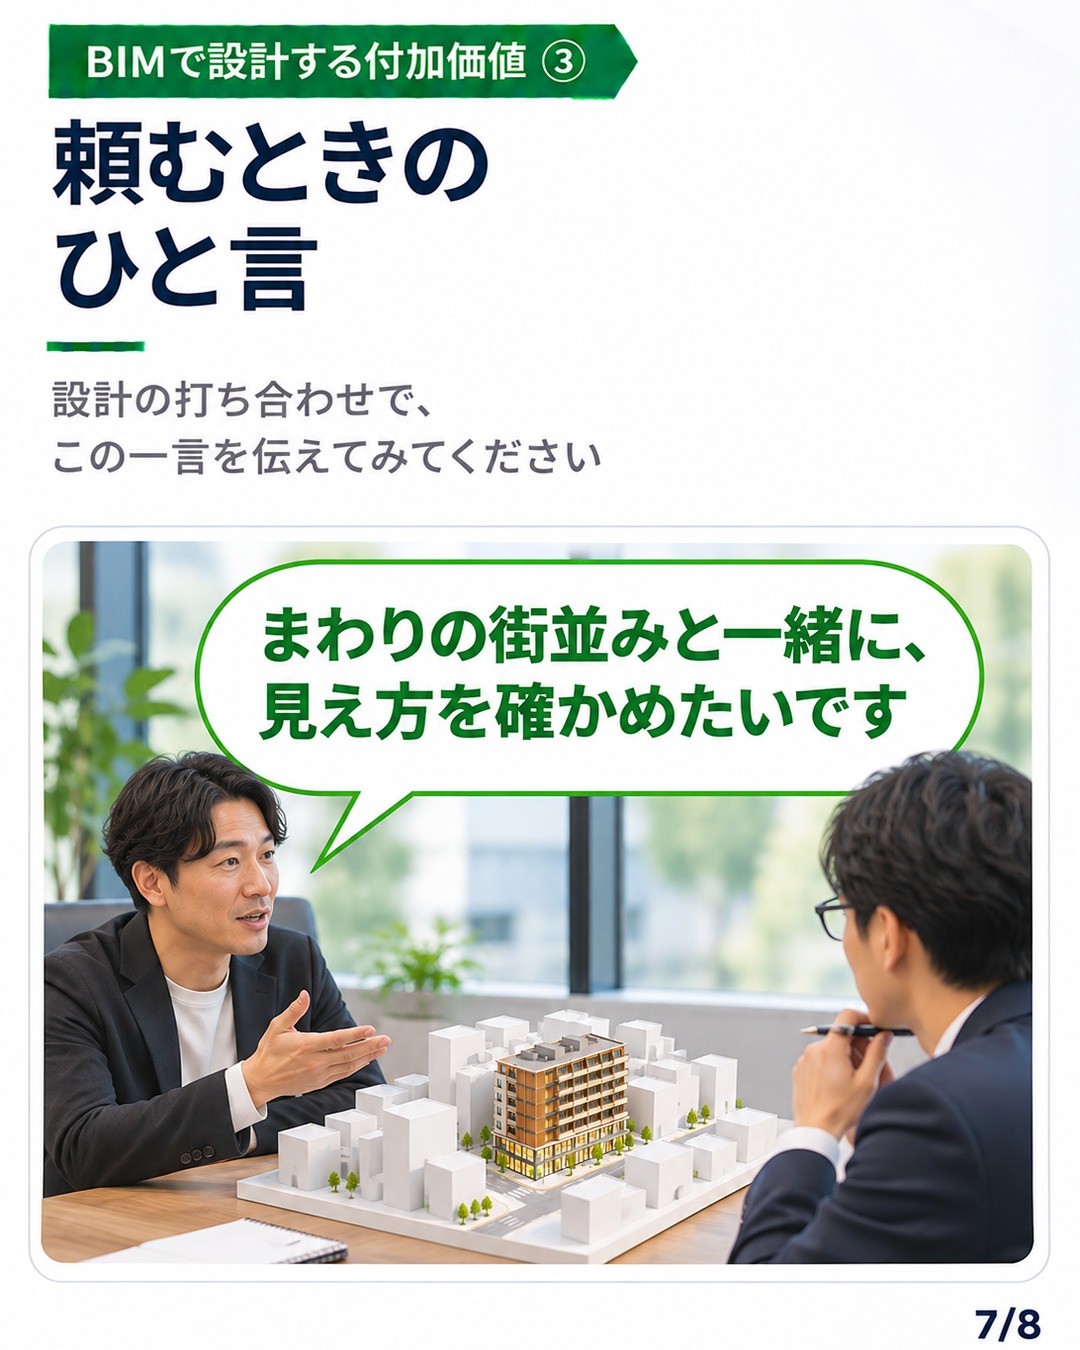 BIMで設計する付加価値 ③
頼むときの
ひと言
設計の打ち合わせで、
この一言を伝えてみてください
まわりの街並みと一緒に、
見え方を確かめたいです
7/8